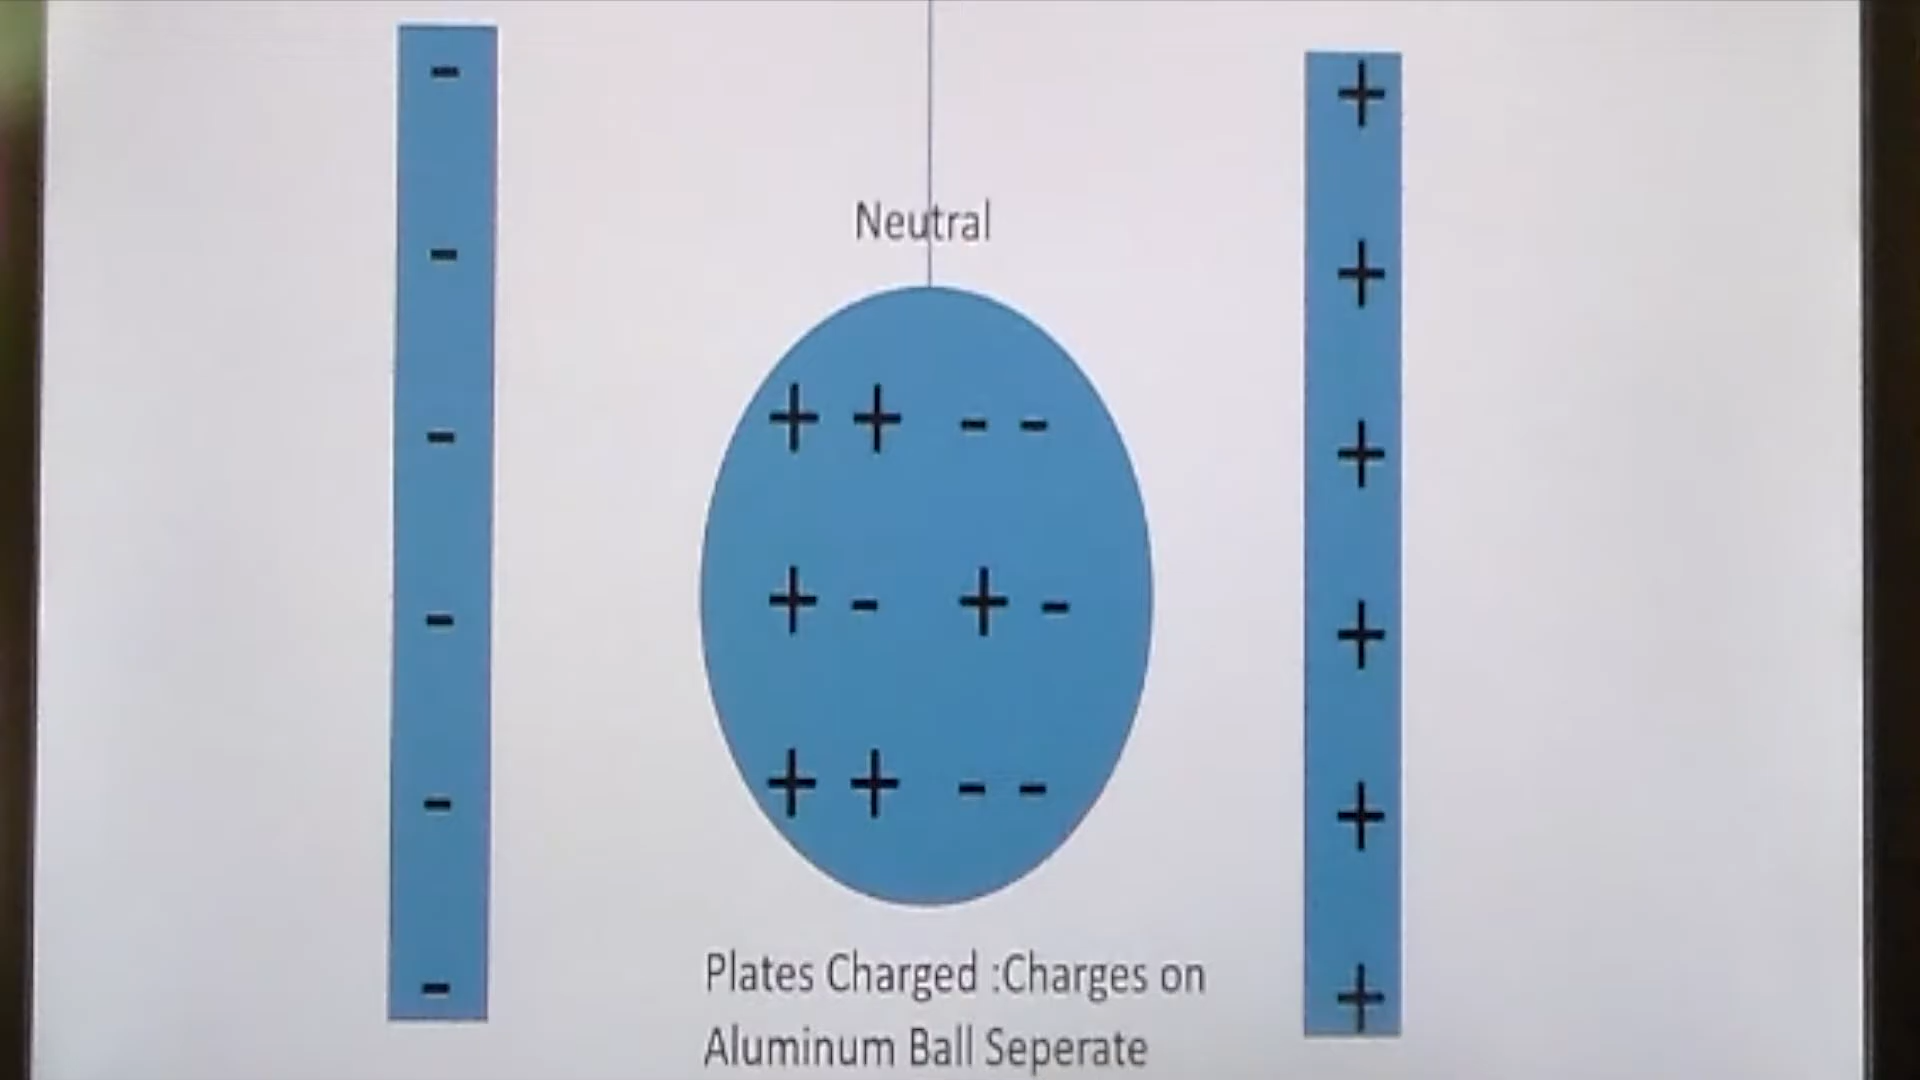 Neutral
- + 
- ++ -- +
- +
- +- +- +
- ++ -- +
- +
Plates Charged :Charges on
Aluminum Ball Seperate